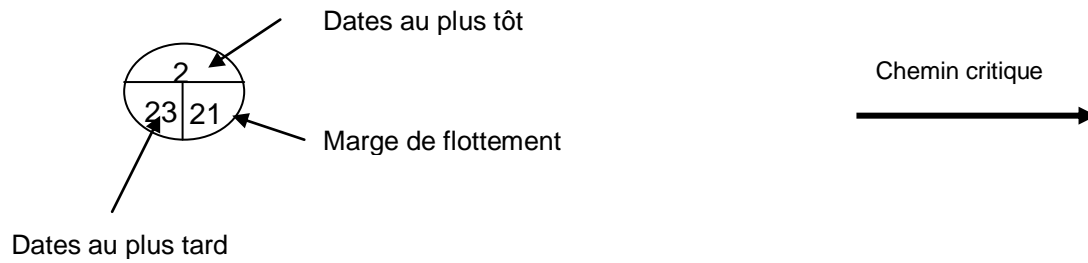 Dates au plus tôt
2
Chemin critique
23 21
Marge de flottement
Dates au plus tard